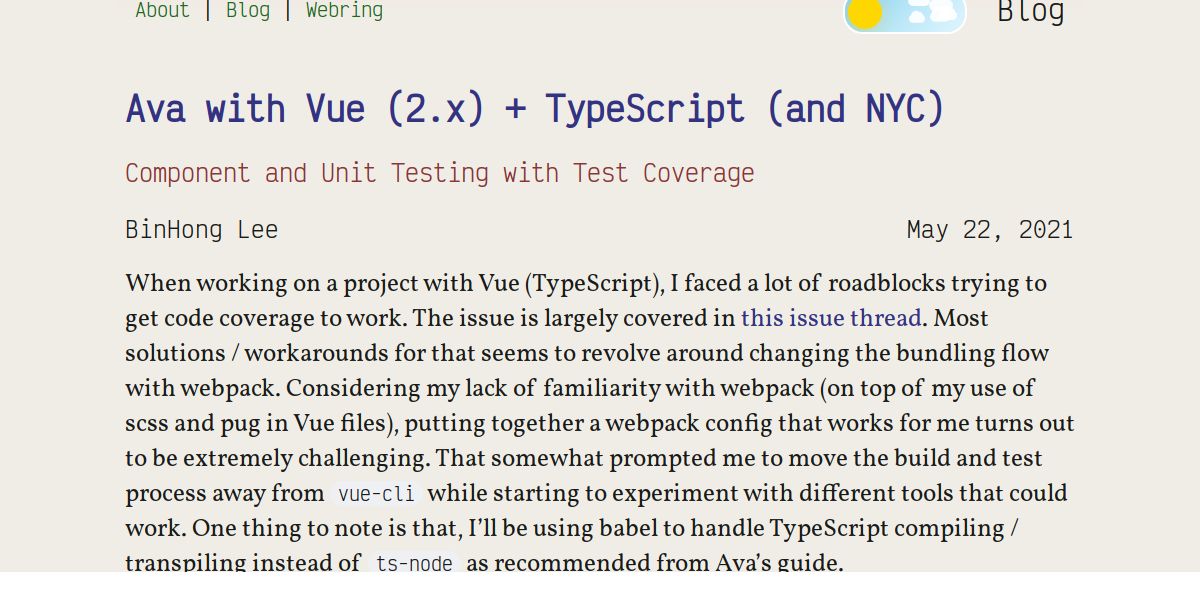 About | Blog | Webring
Blog
Ava with Vue (2.x) + TypeScript (and NYC)
Component and Unit Testing with Test Coverage
BinHong Lee
May 22, 2021
When working on a project with Vue (TypeScript), I faced a lot of roadblocks trying to
get code coverage to work. The issue is largely covered in this issue thread. Most
solutions / workarounds for that seems to revolve around changing the bundling flow
with webpack. Considering my lack of familiarity with webpack (on top of my use of
scss and pug in Vue files), putting together a webpack config that works for me turns out
to be extremely challenging. That somewhat prompted me to move the build and test
process away from vue-cli while starting to experiment with different tools that could
work. One thing to note is that, I’ll be using babel to handle TypeScript compiling /
transpiling instead of ts-node as recommended from Ava’s guide.